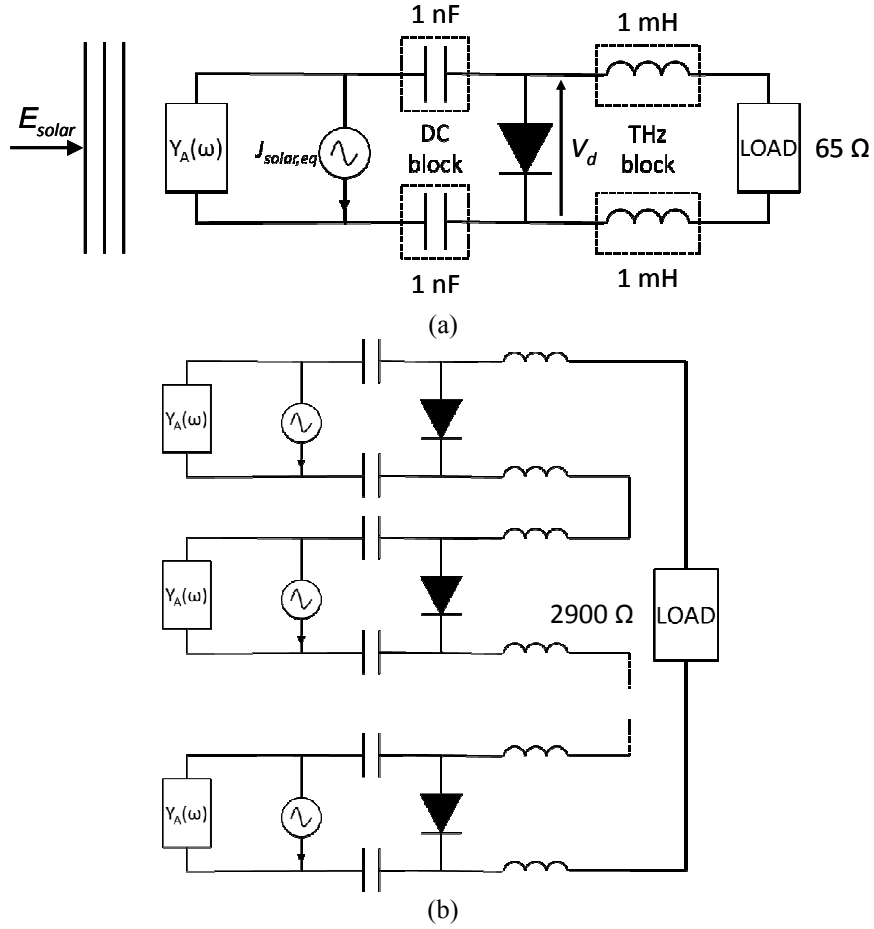 1 nF
1 mH
E_solar
Y_A(ω)
J_solar,eq
DC
block
V_d
THz
block
LOAD
65 Ω
1 nF
1 mH
(a)
Y_A(ω)
Y_A(ω)
2900 Ω
LOAD
Y_A(ω)
(b)